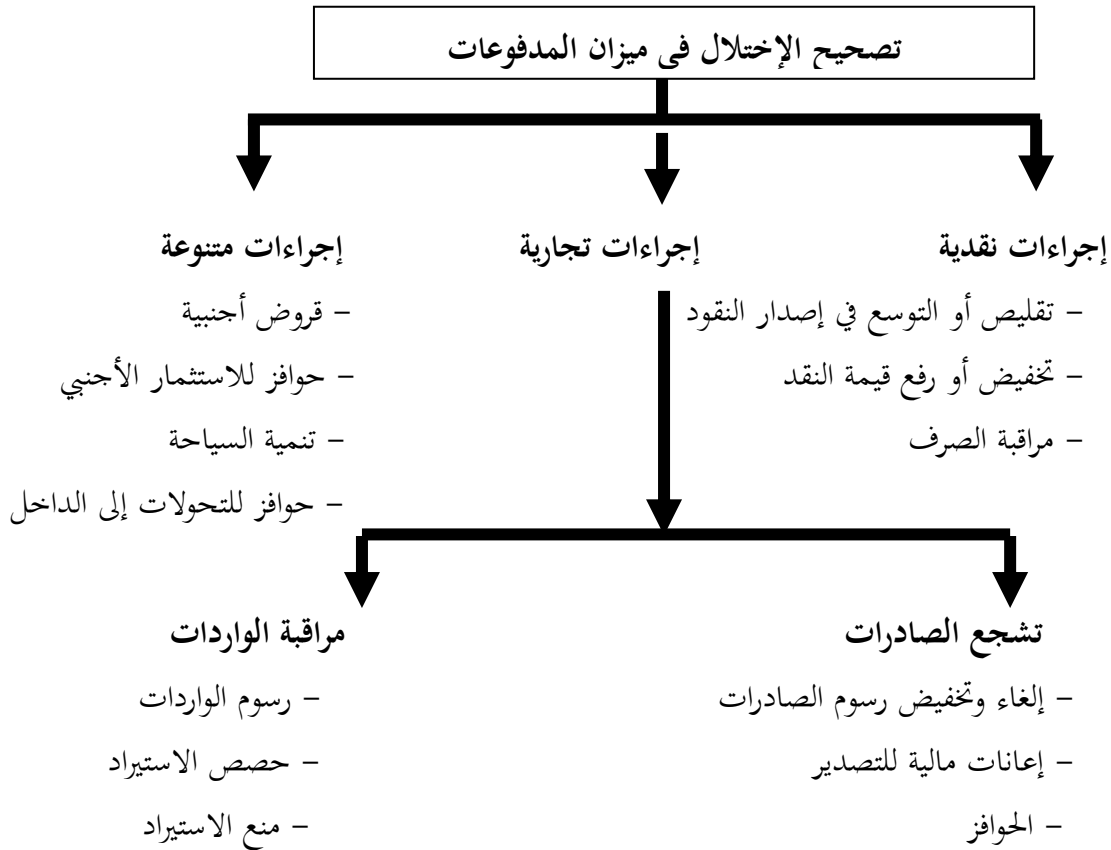 تصحيح الإختلال في ميزان المدفوعات
إجراءات نقدية
– تقليص أو التوسع في إصدار النقود
– تخفيض أو رفع قيمة النقد
– مراقبة الصرف
إجراءات تجارية
إجراءات متنوعة
– قروض أجنبية
– حوافز للاستثمار الأجنبي
– تنمية السياحة
– حوافز للتحولات إلى الداخل
تشجع الصادرات
– إلغاء وتخفيض رسوم الصادرات
– إعانات مالية للتصدير
– الحوافز
مراقبة الواردات
– رسوم الواردات
– حصص الاستيراد
– منع الاستيراد